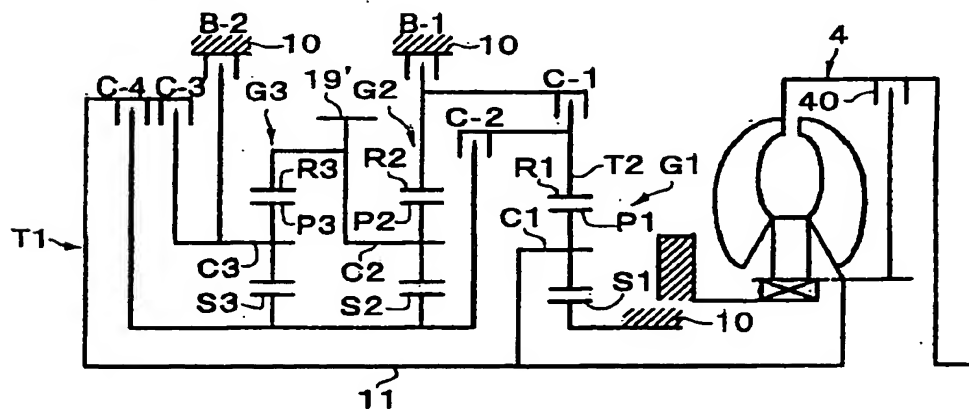 B-2 B-1
10 10 4
C-4 C-3 19' C-1 40
G3 G2 C-2
R3 R2 R1 T2 G1
P3 P2 C1 P1
T1
C3 C2
S3 S2 S1
10
11